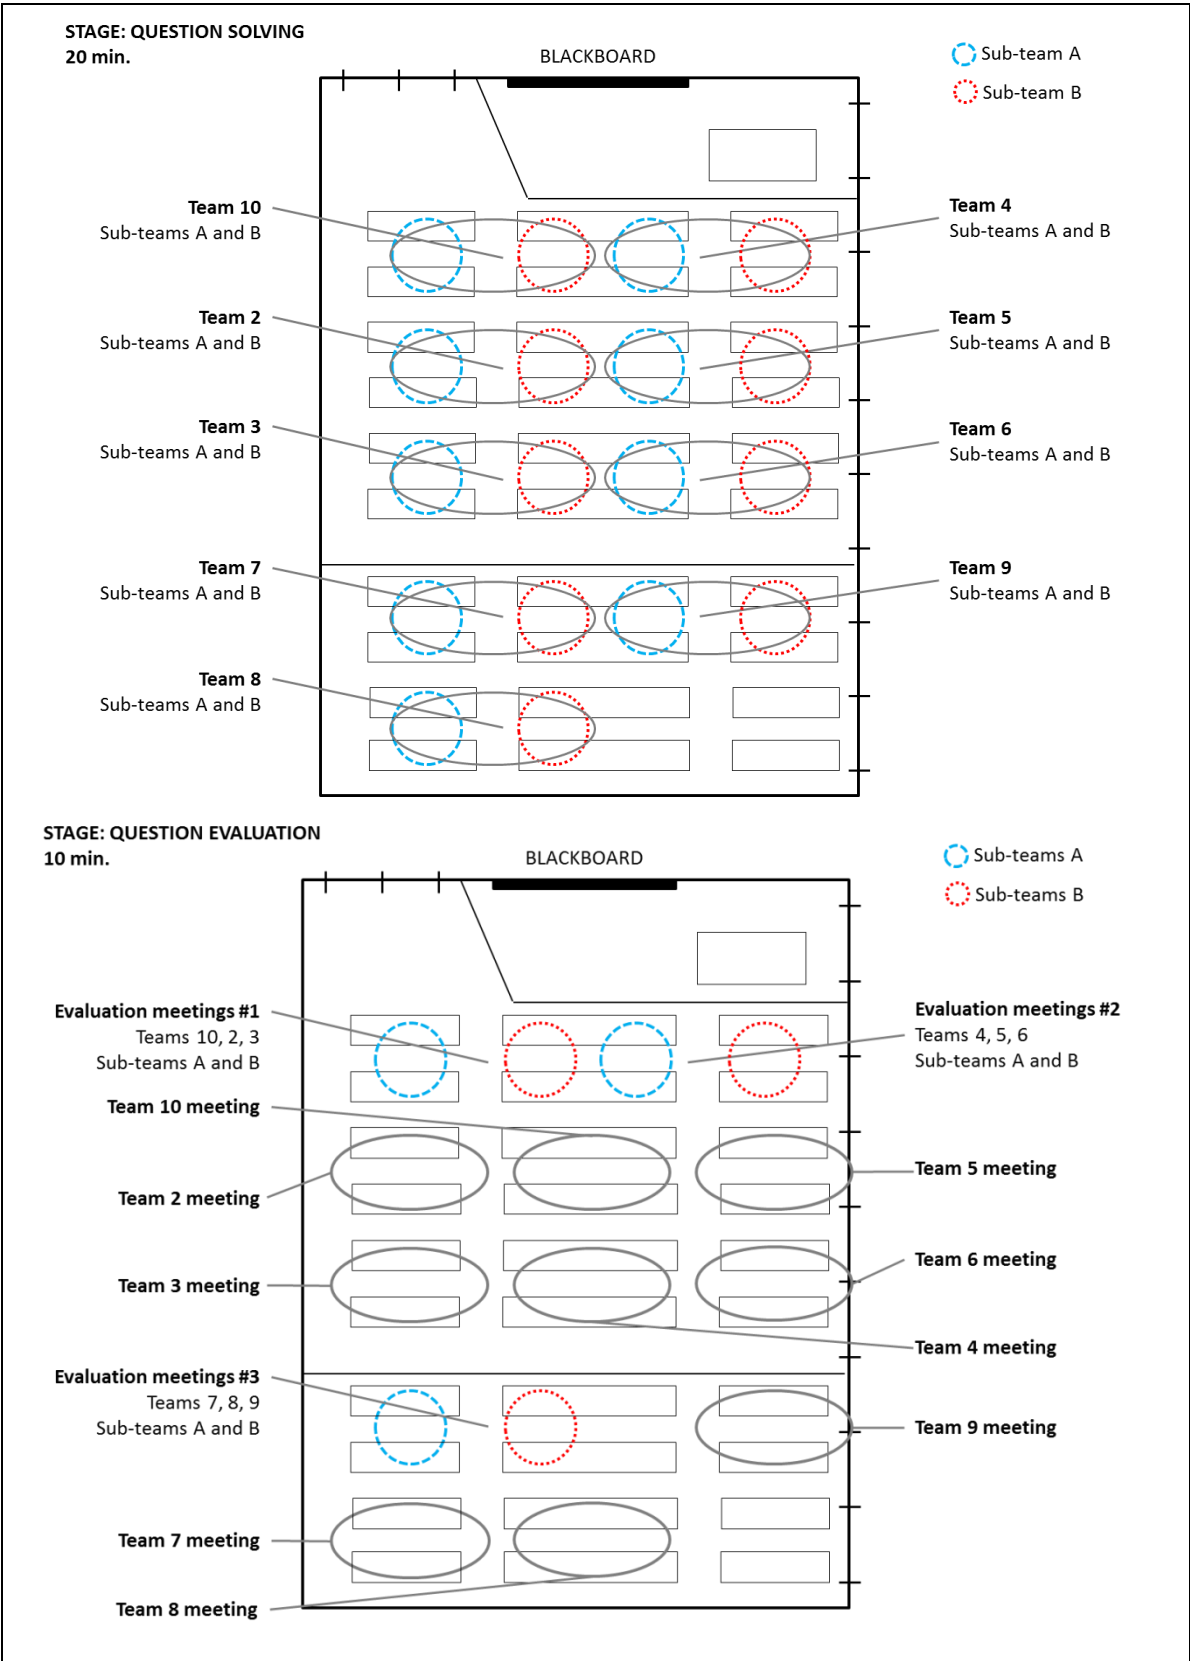 STAGE: QUESTION SOLVING
20 min.
BLACKBOARD
Sub-team A
Sub-team B
Team 10
Sub-teams A and B
Team 4
Sub-teams A and B
Team 2
Sub-teams A and B
Team 5
Sub-teams A and B
Team 3
Sub-teams A and B
Team 6
Sub-teams A and B
Team 7
Sub-teams A and B
Team 9
Sub-teams A and B
Team 8
Sub-teams A and B
STAGE: QUESTION EVALUATION
10 min.
BLACKBOARD
Sub-teams A
Sub-teams B
Evaluation meetings #1
Teams 10, 2, 3
Sub-teams A and B
Evaluation meetings #2
Teams 4, 5, 6
Sub-teams A and B
Team 10 meeting
Team 5 meeting
Team 2 meeting
Team 6 meeting
Team 3 meeting
Team 4 meeting
Evaluation meetings #3
Teams 7, 8, 9
Sub-teams A and B
Team 9 meeting
Team 7 meeting
Team 8 meeting